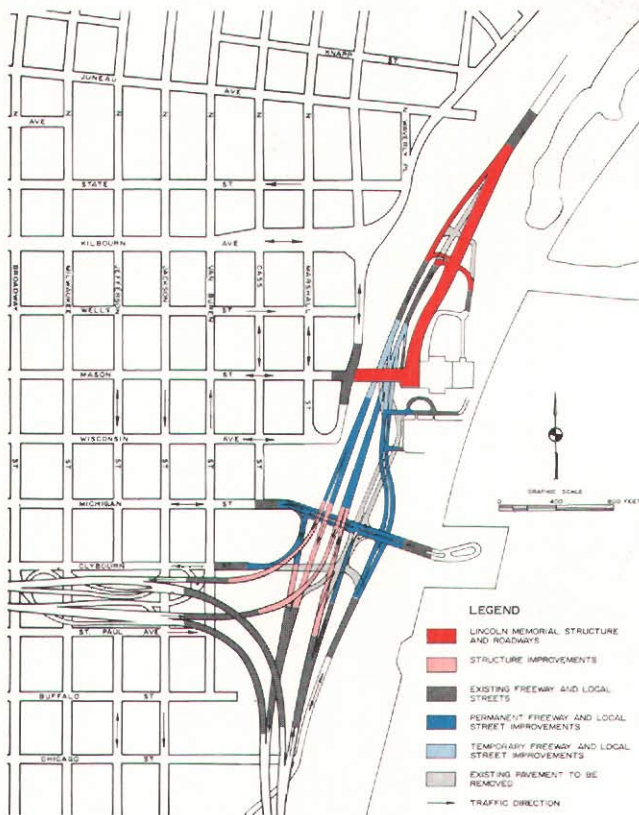 KNAPP
ST
JUNEAU
AVE
N
N
N
N
N
N
AVE
N WAVERLY PL
STATE
ST
KILBOURN
AVE
BROADWAY
MILWAUKEE
JEFFERSON
JACKSON
VAN BUREN
CASS
MARSHALL
WELLS
ST
MASON
ST
ST
WISCONSIN
AVE
ST
ST
ST
ST
ST
MICHIGAN
ST
GRAPHIC SCALE
0 400 800 FEET
CLYBOURN
ST
ST. PAUL AVE
BUFFALO
ST
CHICAGO
ST
LEGEND
LINCOLN MEMORIAL STRUCTURE
AND ROADWAYS
STRUCTURE IMPROVEMENTS
EXISTING FREEWAY AND LOCAL
STREETS
PERMANENT FREEWAY AND LOCAL
STREET IMPROVEMENTS
TEMPORARY FREEWAY AND LOCAL
STREET IMPROVEMENTS
EXISTING PAVEMENT TO BE
REMOVED
TRAFFIC DIRECTION